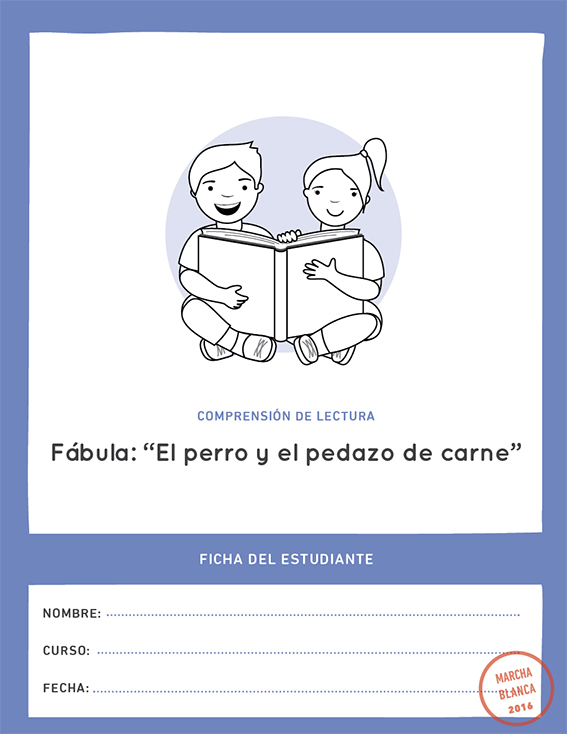 COMPRENSIÓN DE LECTURA
Fábula: “El perro y el pedazo de carne”
FICHA DEL ESTUDIANTE
NOMBRE:
CURSO:
FECHA:
MARCHA
BLANCA
2016